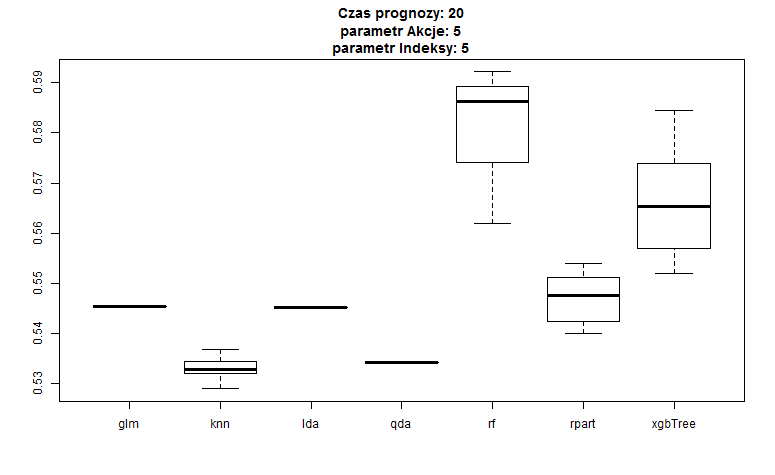 Czas prognozy: 20
parametr Akcje: 5
parametr Indeksy: 5
0.59
0.58
0.57
0.56
0.55
0.54
0.53
glm knn lda qda rf rpart xgbTree